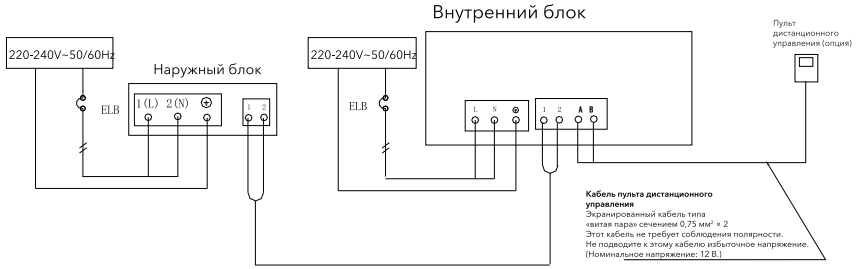 Внутренний блок
Пульт
дистанционного
управления (опция)
220-240V~50/60Hz
220-240V~50/60Hz
Наружный блок
ELB
1(L) 2(N)
1 2
ELB
L N
1 2 A B
Кабель пульта дистанционного
управления
Экранированный кабель типа
«витая пара» сечением 0,75 мм² × 2
Этот кабель не требует соблюдения полярности.
Не подводите к этому кабелю избыточное напряжение.
(Номинальное напряжение: 12 В.)